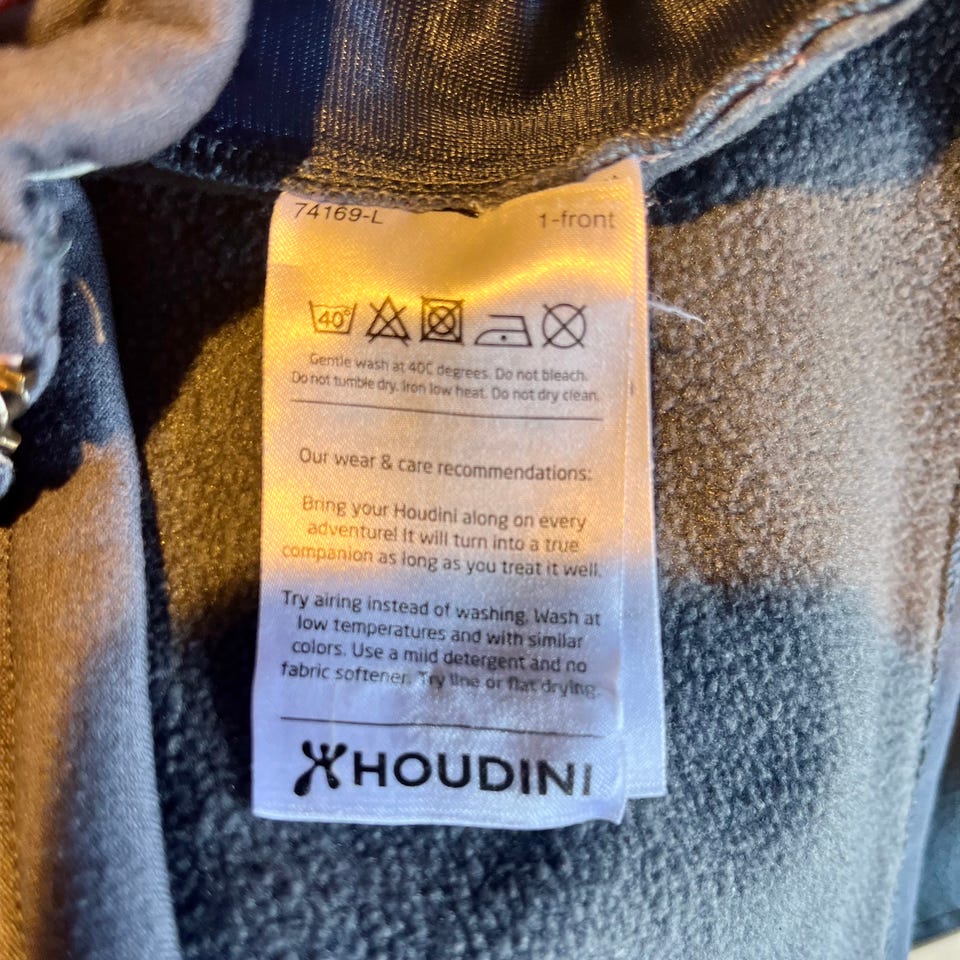 74169-L 1-front
40°
Gentle wash at 40C degrees. Do not bleach.
Do not tumble dry. Iron low heat. Do not dry clean.
Our wear & care recommendations:
Bring your Houdini along on every
adventure! It will turn into a true
companion as long as you treat it well.
Try airing instead of washing. Wash at
low temperatures and with similar
colors. Use a mild detergent and no
fabric softener. Try line or flat drying.
HOUDINI